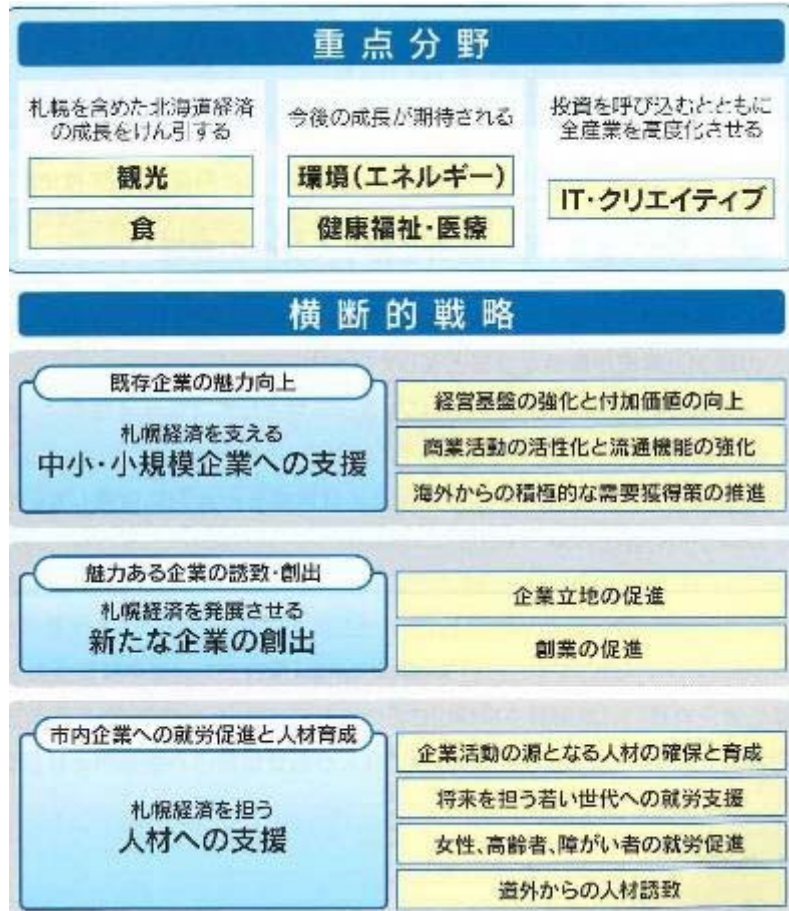 重点分野
札幌を含めた北海道経済
の成長をけん引する
観光
食
今後の成長が期待される
環境(エネルギー)
健康福祉・医療
投資を呼び込むとともに
全産業を高度化させる
IT・クリエイティブ
横断的戦略
既存企業の魅力向上
札幌経済を支える
中小・小規模企業への支援
経営基盤の強化と付加価値の向上
商業活動の活性化と流通機能の強化
海外からの積極的な需要獲得策の推進
魅力ある企業の誘致・創出
札幌経済を発展させる
新たな企業の創出
企業立地の促進
創業の促進
市内企業への就労促進と人材育成
札幌経済を担う
人材への支援
企業活動の源となる人材の確保と育成
将来を担う若い世代への就労支援
女性、高齢者、障がい者の就労促進
道外からの人材誘致